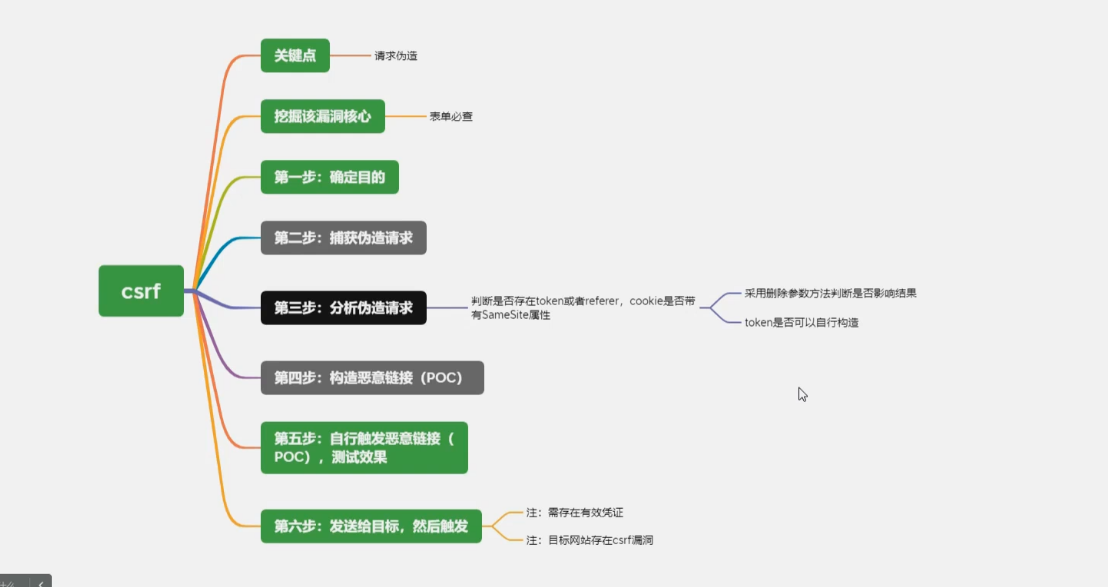 关键点
请求伪造
挖掘该漏洞核心
表单必查
第一步：确定目的
第二步：捕获伪造请求
csrf
第三步：分析伪造请求
判断是否存在token或者referer，cookie是否带
有SameSite属性
采用删除参数方法判断是否影响结果
token是否可以自行构造
第四步：构造恶意链接（POC）
第五步：自行触发恶意链接（
POC），测试效果
第六步：发送给目标，然后触发
注：需存在有效凭证
注：目标网站存在csrf漏洞